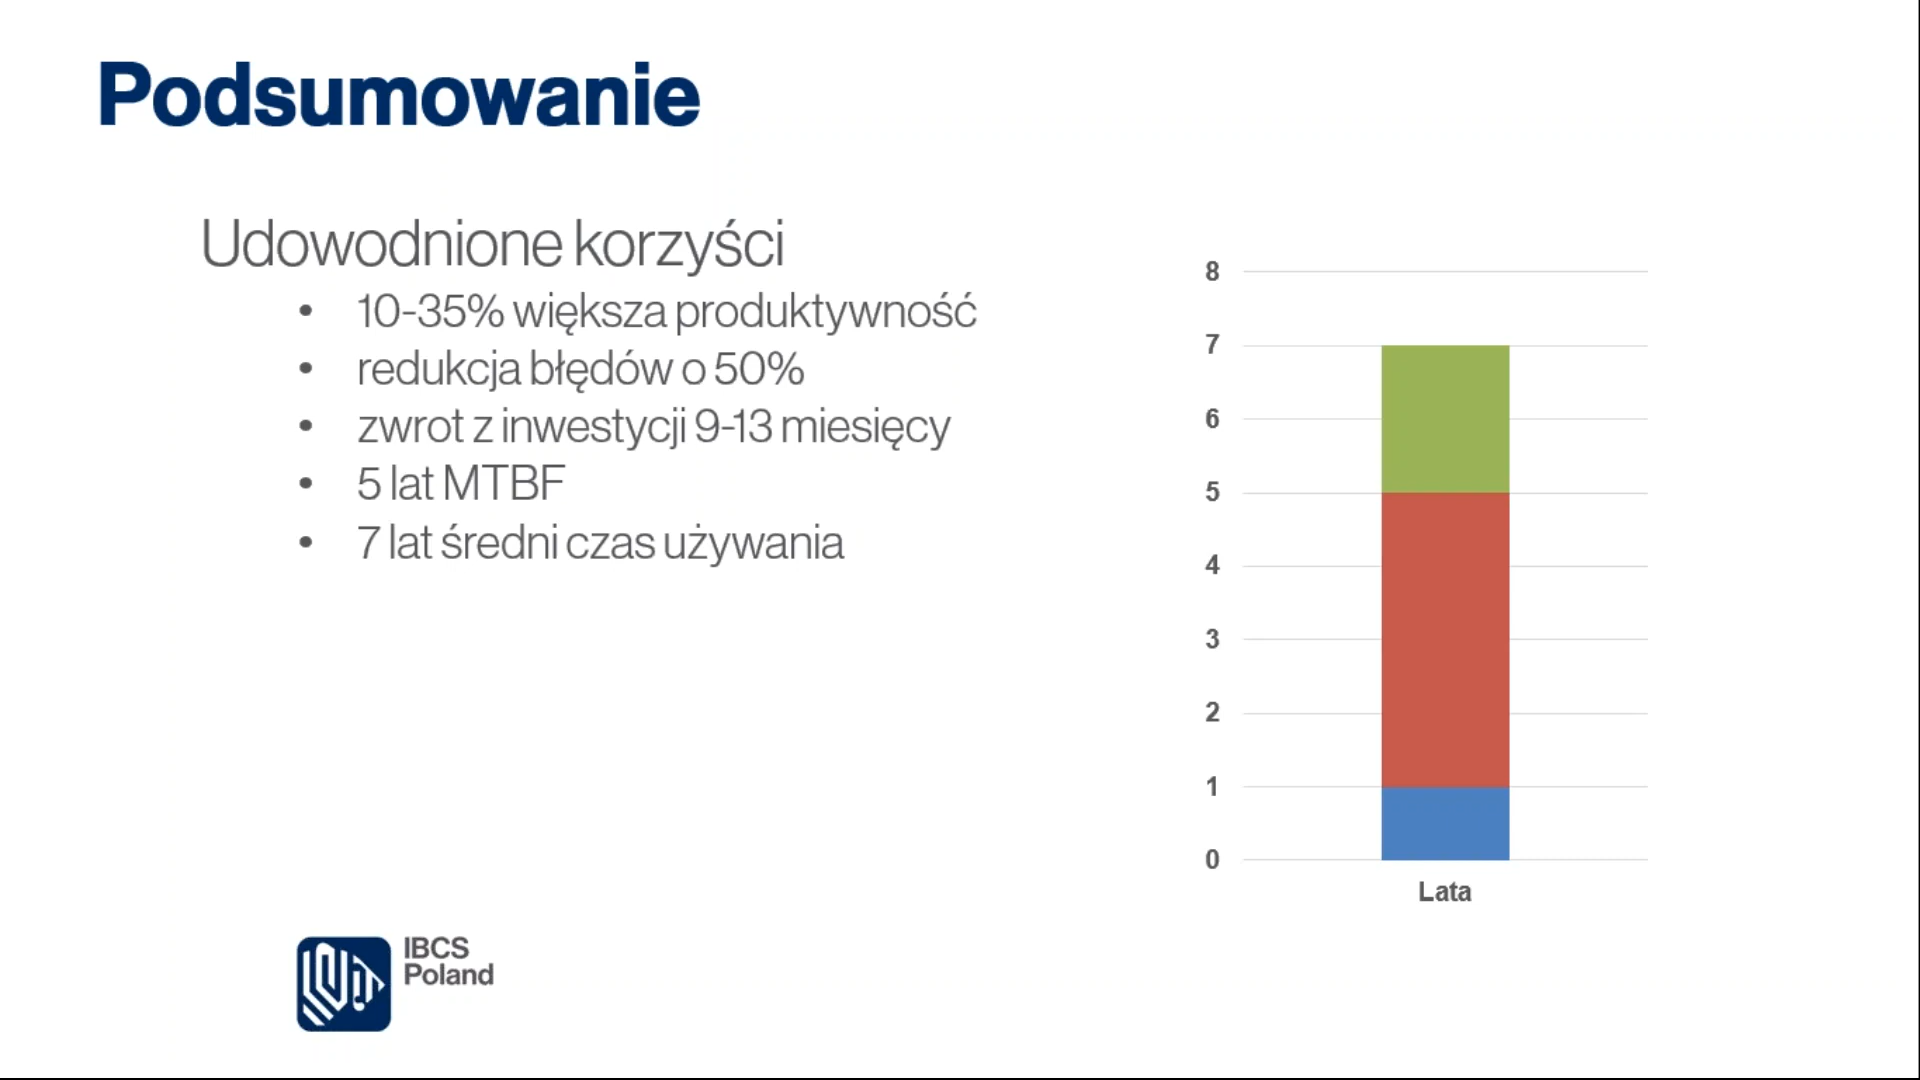 Podsumowanie
Udowodnione korzyści
• 10-35% większa produktywność
• redukcja błędów o 50%
• zwrot z inwestycji 9-13 miesięcy
• 5 lat MTBF
• 7 lat średni czas używania
8
7
6
5
4
3
2
1
0
Lata
IBCS
Poland